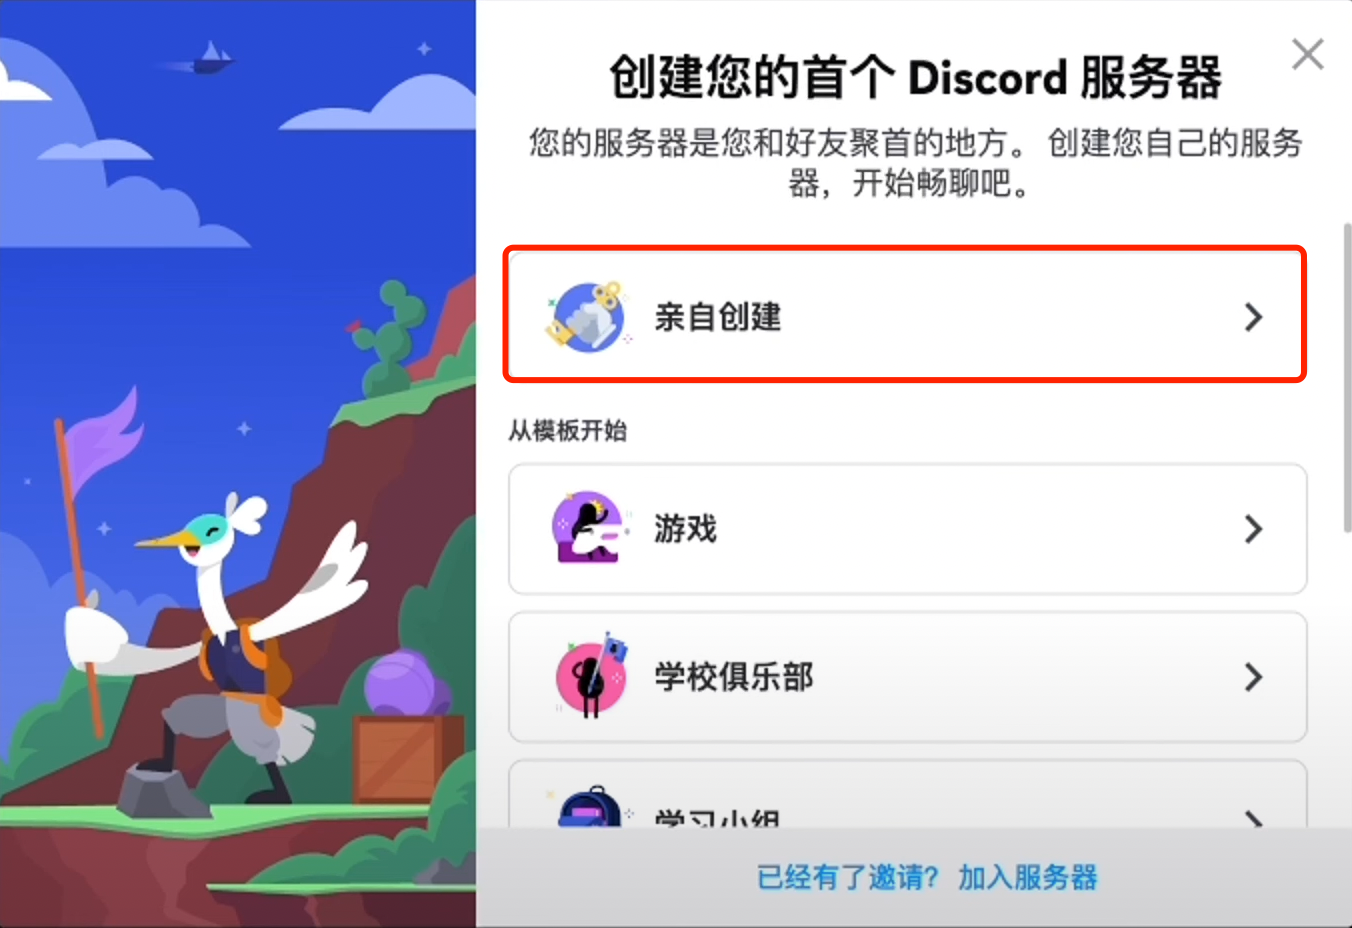 创建您的首个 Discord 服务器
您的服务器是您和好友聚首的地方。 创建您自己的服务
器，开始畅聊吧。
亲自创建
从模板开始
游戏
学校俱乐部
学习小组
已经有了邀请？ 加入服务器